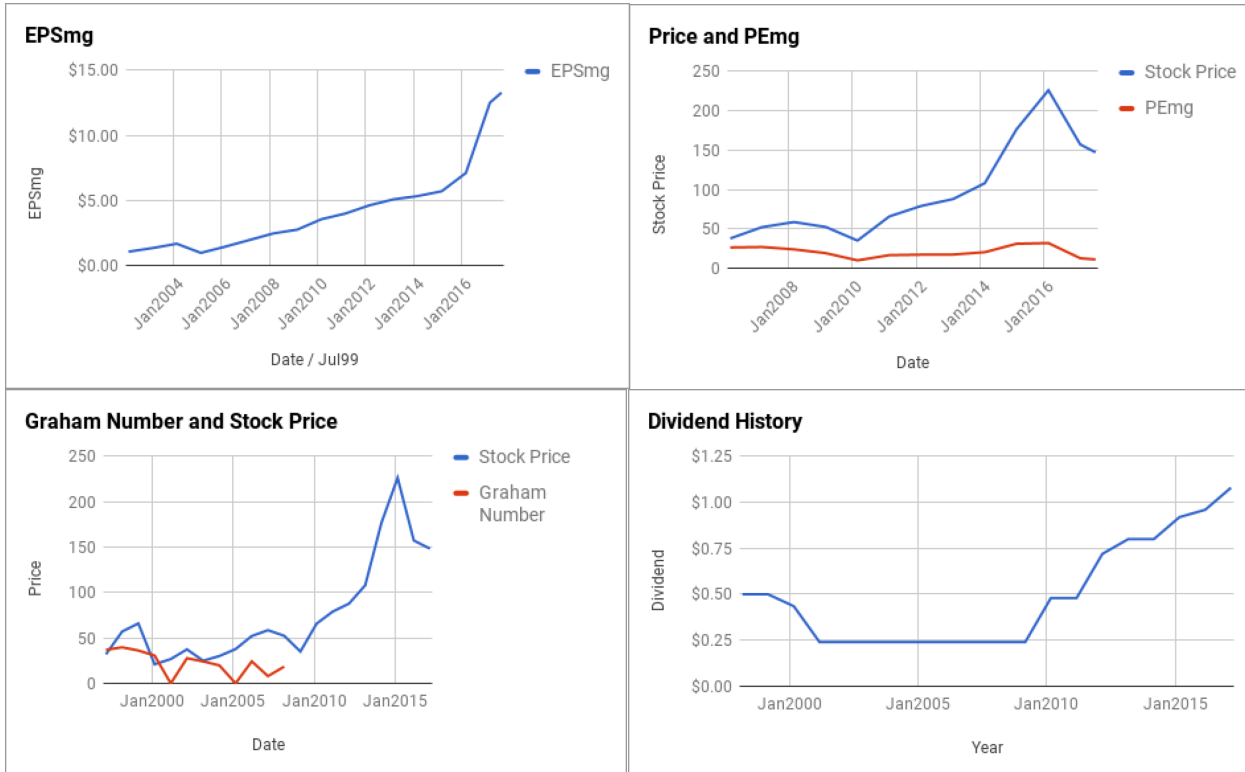 EPSmg
$15.00
$10.00
$5.00
$0.00
EPSmg
EPSmg
Jan2004
Jan2006
Jan2008
Jan2010
Jan2012
Jan2014
Jan2016
Date / Jul99
Price and PEmg
250
200
150
100
50
0
Stock Price
Stock Price
PEmg
Jan2008
Jan2010
Jan2012
Jan2014
Jan2016
Date
Graham Number and Stock Price
250
200
150
100
50
0
Price
Stock Price
Graham
Number
Jan2000
Jan2005
Jan2010
Jan2015
Date
Dividend History
$1.25
$1.00
$0.75
$0.50
$0.25
$0.00
Dividend
Jan2000
Jan2005
Jan2010
Jan2015
Year